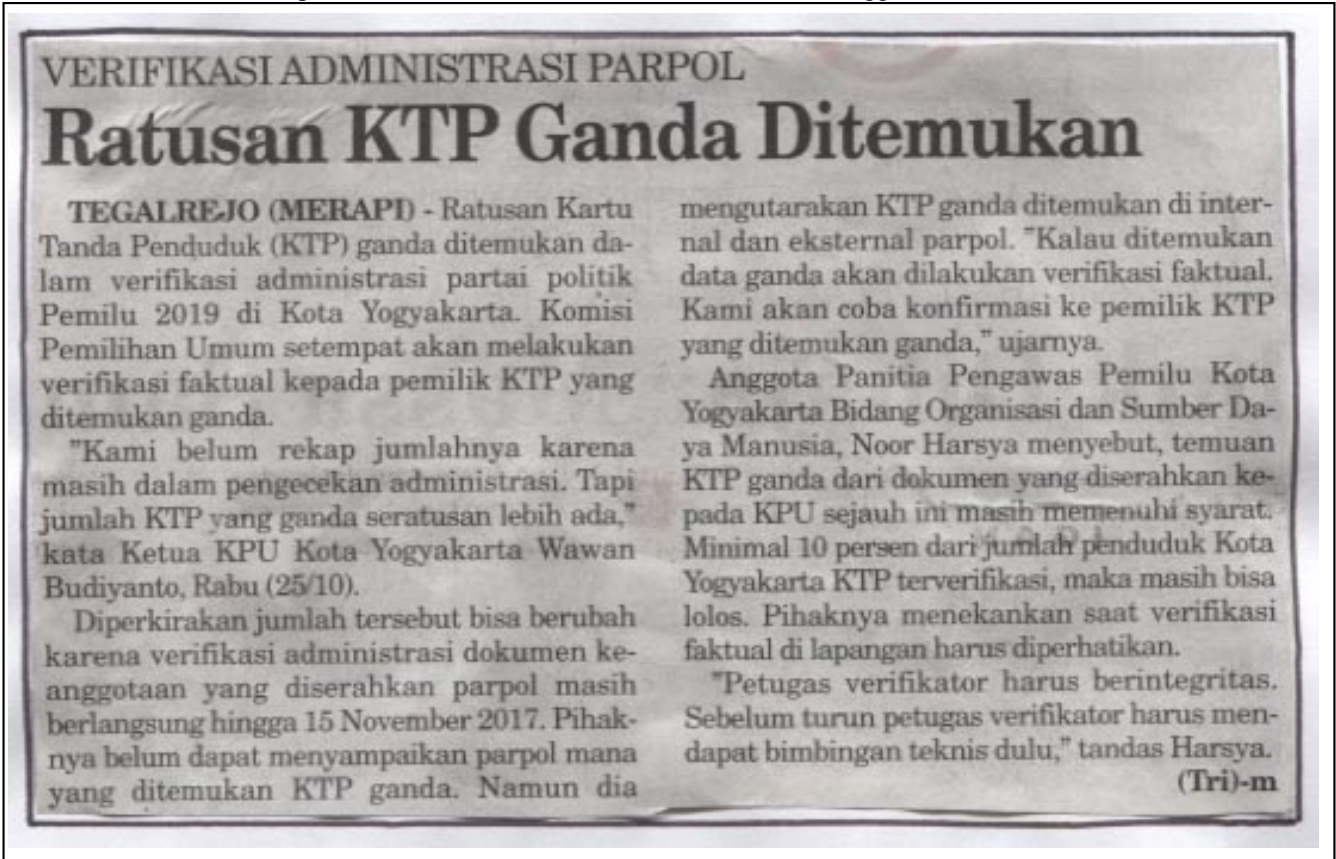 VERIFIKASI ADMINISTRASI PARPOL
Ratusan KTP Ganda Ditemukan
TEGALREJO (MERAPI) - Ratusan Kartu
Tanda Penduduk (KTP) ganda ditemukan da-
lam verifikasi administrasi partai politik
Pemilu 2019 di Kota Yogyakarta. Komisi
Pemilihan Umum setempat akan melakukan
verifikasi faktual kepada pemilik KTP yang
ditemukan ganda.
"Kami belum rekap jumlahnya karena
masih dalam pengecekan administrasi. Tapi
jumlah KTP yang ganda seratusan lebih ada,"
kata Ketua KPU Kota Yogyakarta Wawan
Budiyanto, Rabu (25/10).
Diperkirakan jumlah tersebut bisa berubah
karena verifikasi administrasi dokumen ke-
anggotaan yang diserahkan parpol masih
berlangsung hingga 15 November 2017. Pihak-
nya belum dapat menyampaikan parpol mana
yang ditemukan KTP ganda. Namun dia
mengutarakan KTP ganda ditemukan di inter-
nal dan eksternal parpol. "Kalau ditemukan
data ganda akan dilakukan verifikasi faktual.
Kami akan coba konfirmasi ke pemilik KTP
yang ditemukan ganda," ujarnya.
Anggota Panitia Pengawas Pemilu Kota
Yogyakarta Bidang Organisasi dan Sumber Da-
ya Manusia, Noor Harsya menyebut, temuan
KTP ganda dari dokumen yang diserahkan ke-
pada KPU sejauh ini masih memenuhi syarat.
Minimal 10 persen dari jumlah penduduk Kota
Yogyakarta KTP terverifikasi, maka masih bisa
lolos. Pihaknya menekankan saat verifikasi
faktual di lapangan harus diperhatikan.
"Petugas verifikator harus berintegritas.
Sebelum turun petugas verifikator harus men-
dapat bimbingan teknis dulu," tandas Harsya.
(Tri)-m